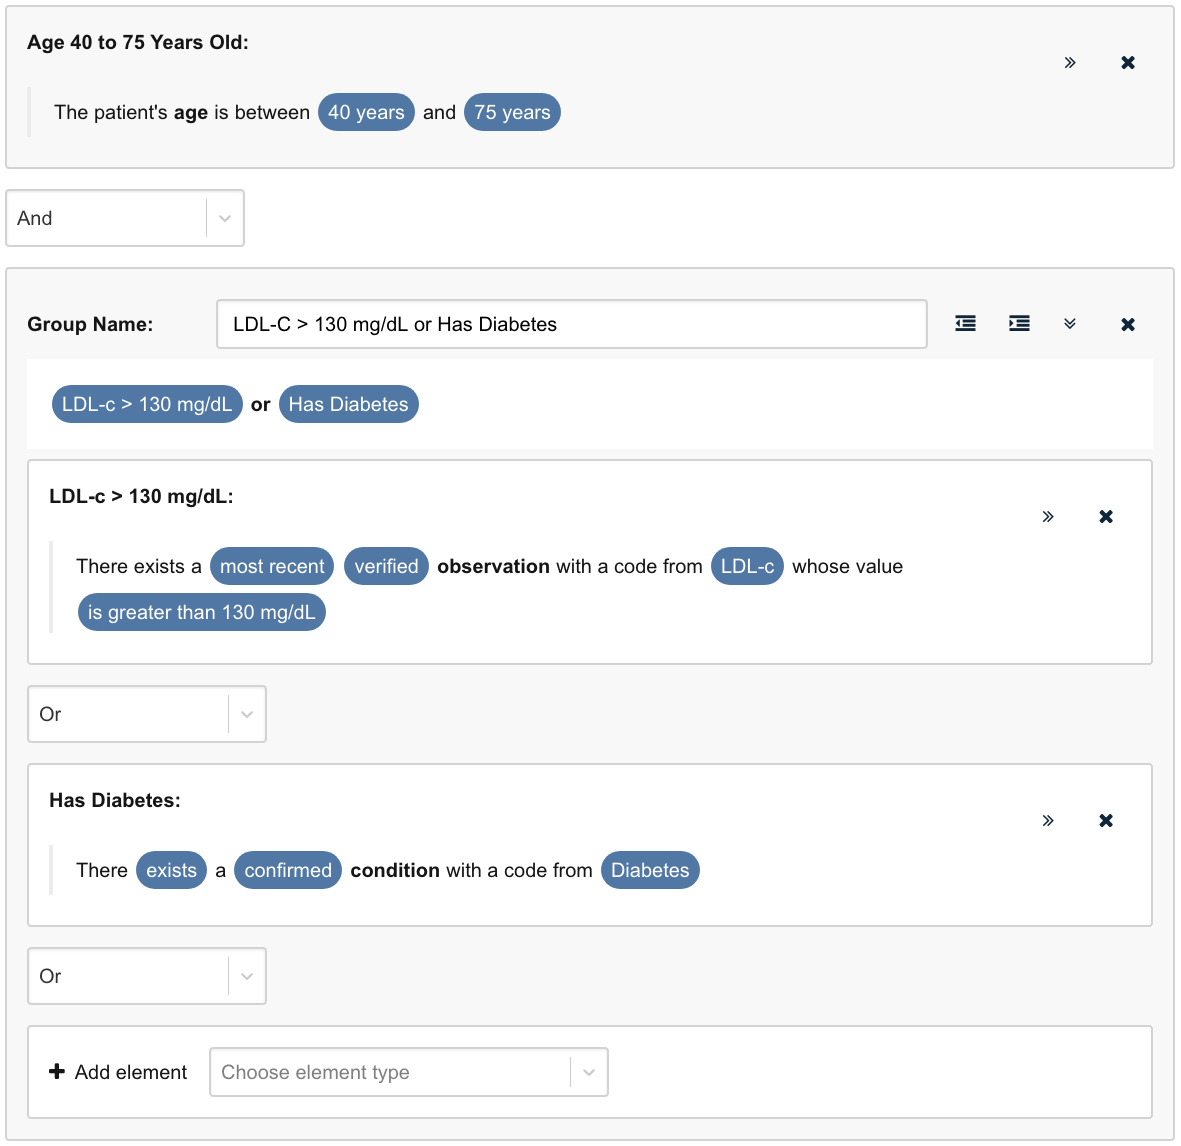 Age 40 to 75 Years Old:
The patient's age is between 40 years and 75 years
And
Group Name: LDL-C > 130 mg/dL or Has Diabetes
LDL-c > 130 mg/dL or Has Diabetes
LDL-c > 130 mg/dL:
There exists a most recent verified observation with a code from LDL-c whose value
is greater than 130 mg/dL
Or
Has Diabetes:
There exists a confirmed condition with a code from Diabetes
Or
Add element Choose element type